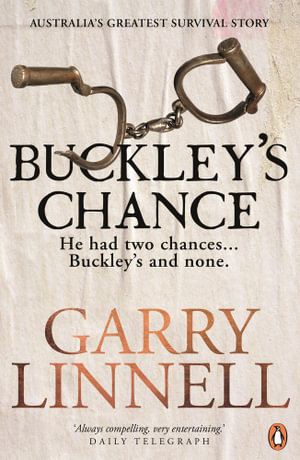 AUSTRALIA'S GREATEST SURVIVAL STORY
BUCKLEY'S
CHANCE
He had two chances...
Buckley's and none.
GARRY
LINNELL
'Always compelling, very entertaining.'
DAILY TELEGRAPH